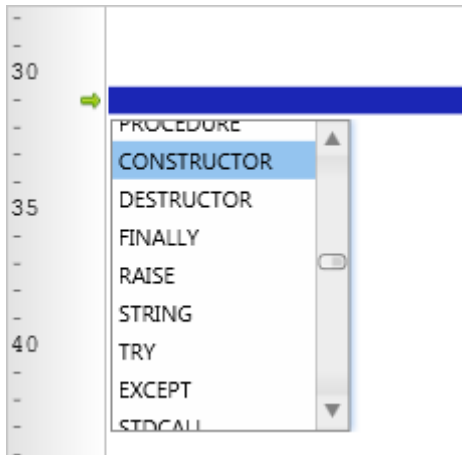 30
PROCEDURE
CONSTRUCTOR
DESTRUCTOR
35
FINALLY
RAISE
STRING
TRY
40
EXCEPT
STDCALL